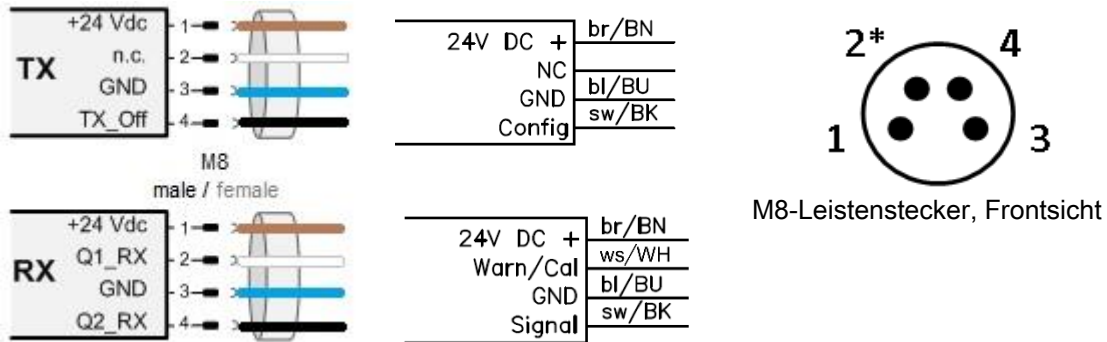 TX
+24 Vdc
n.c.
GND
TX_Off
1
2
3
4
M8
male / female
RX
+24 Vdc
Q1_RX
GND
Q2_RX
1
2
3
4
24V DC +
NC
GND
Config
br/BN
bl/BU
sw/BK
24V DC +
Warn/Cal
GND
Signal
br/BN
ws/WH
bl/BU
sw/BK
2* 4
1 3
M8-Leistenstecker, Frontsicht